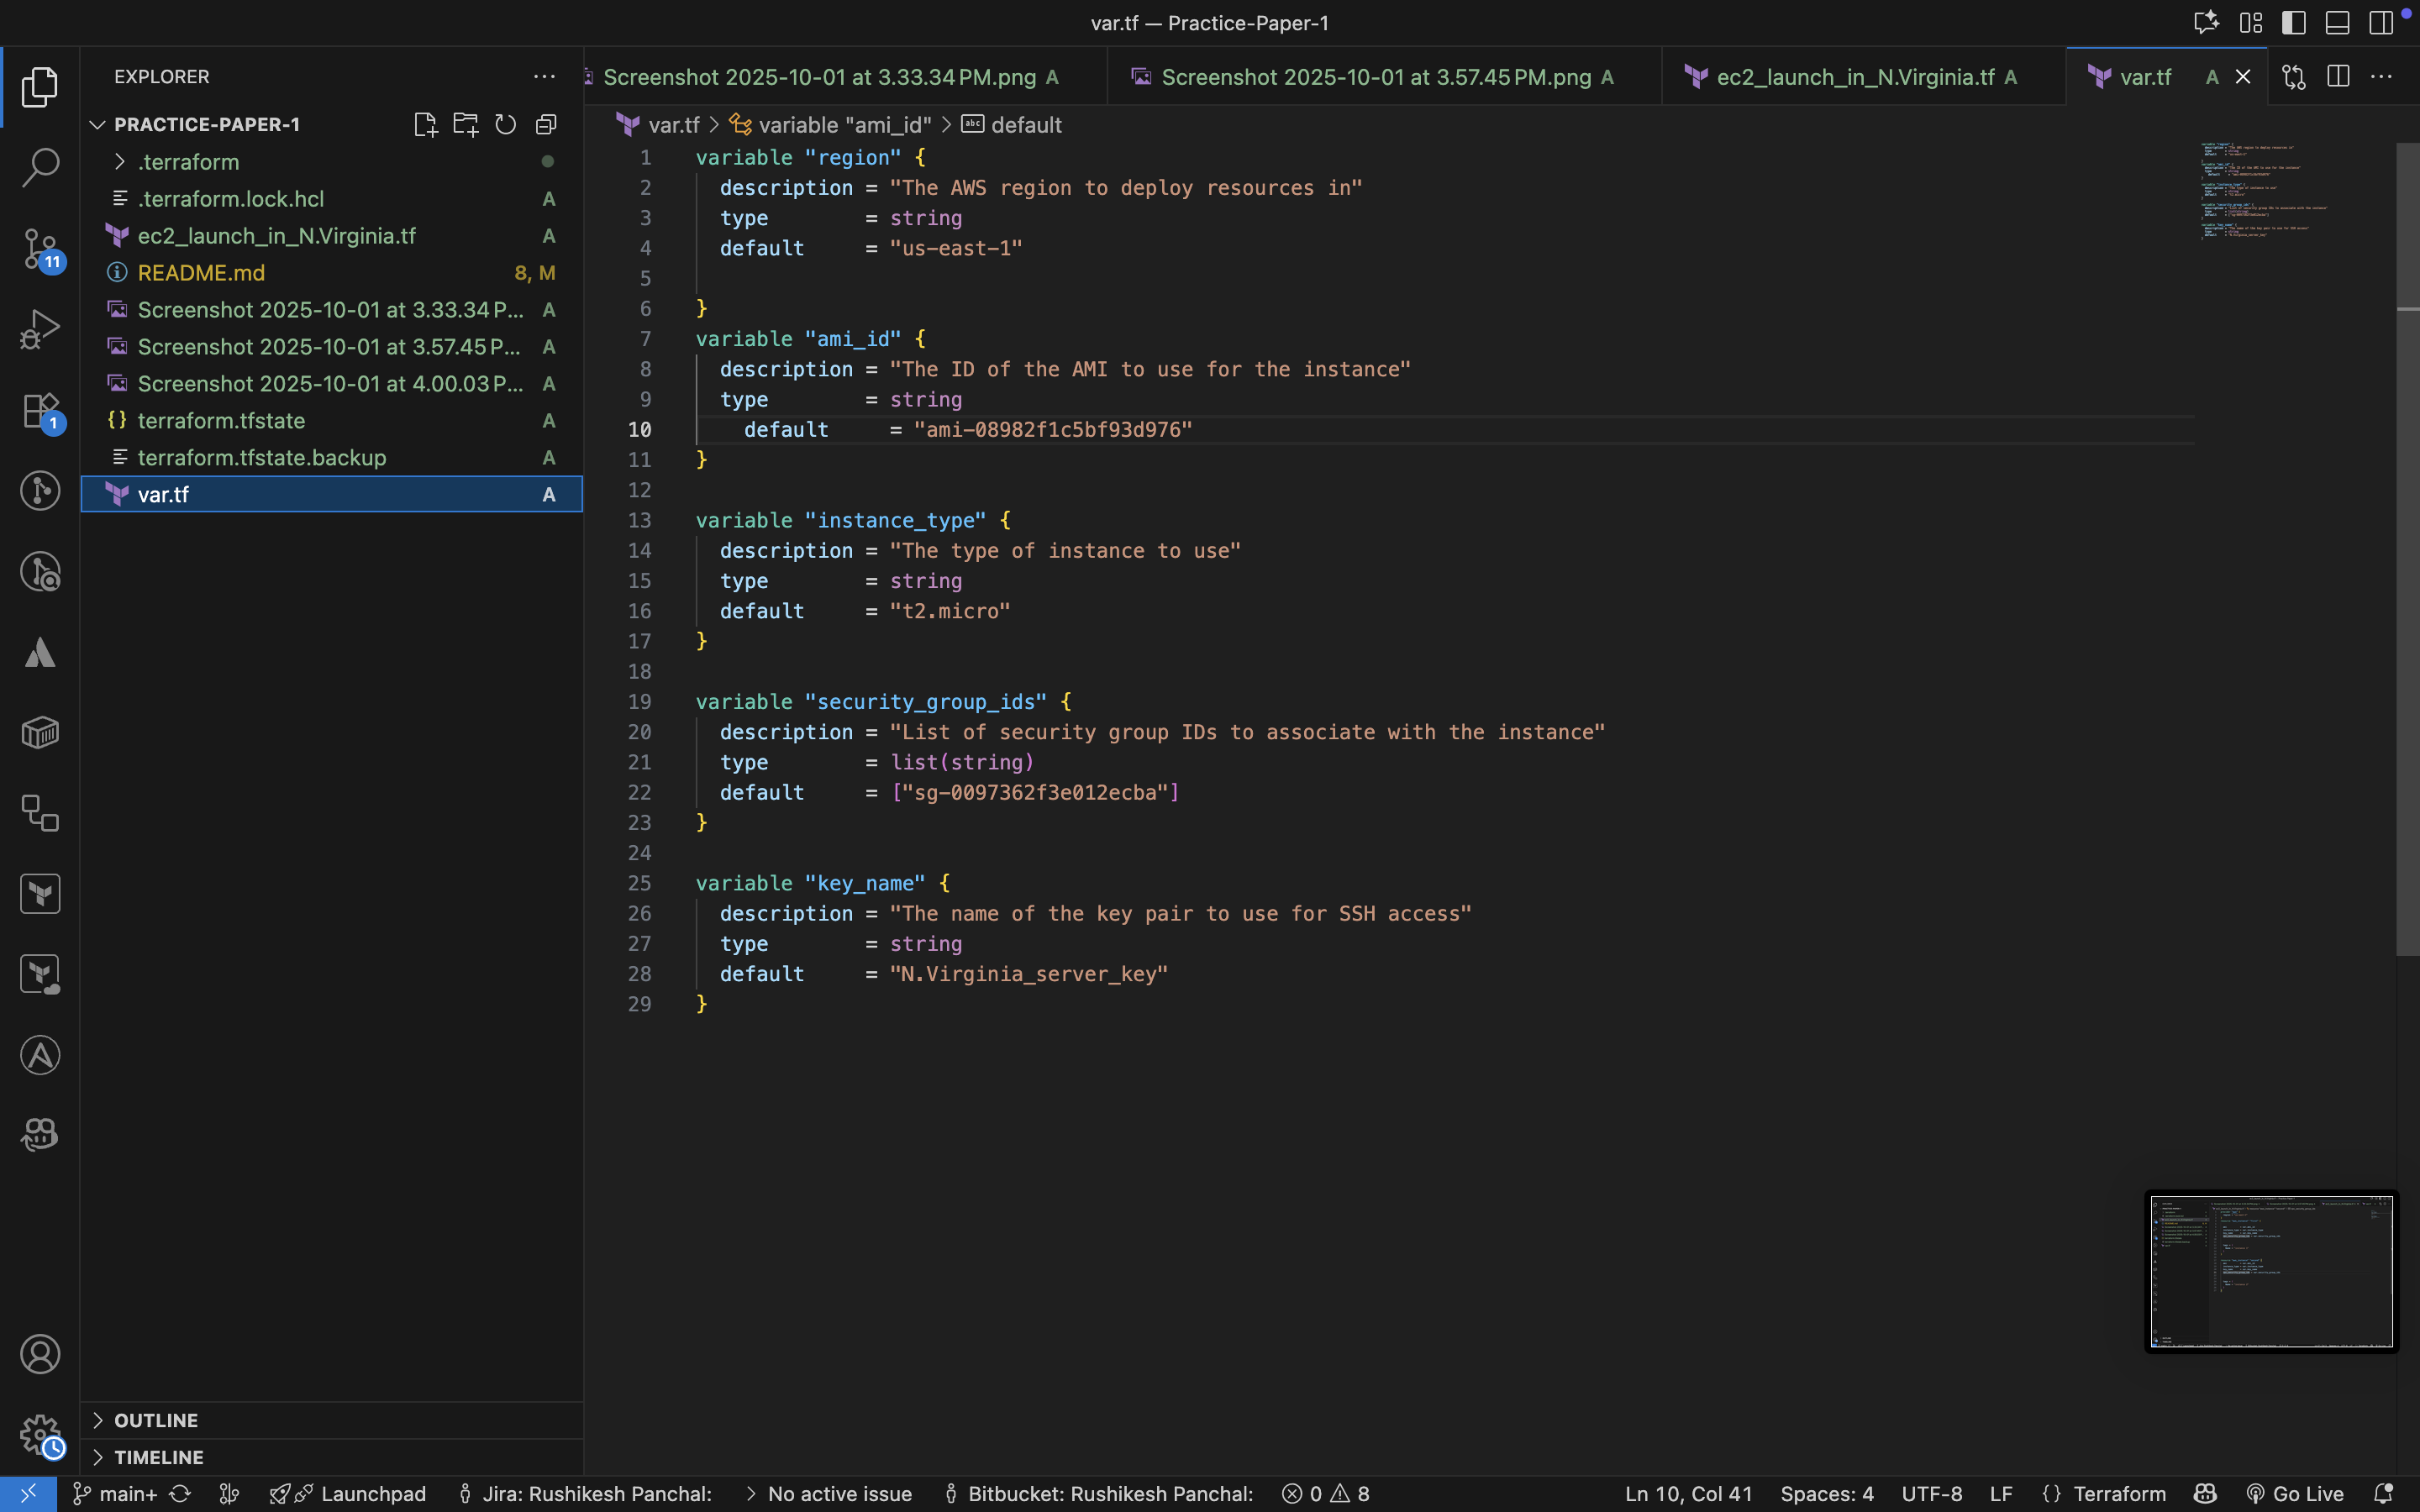 var.tf — Practice-Paper-1
EXPLORER
Screenshot 2025-10-01 at 3.33.34 PM.png A
Screenshot 2025-10-01 at 3.57.45 PM.png A
ec2_launch_in_N.Virginia.tf A
var.tf A
PRACTICE-PAPER-1
var.tf > variable "ami_id" > abc default
.terraform
.terraform.lock.hcl A
ec2_launch_in_N.Virginia.tf A
README.md 8, M
Screenshot 2025-10-01 at 3.33.34 P... A
Screenshot 2025-10-01 at 3.57.45 P... A
Screenshot 2025-10-01 at 4.00.03 P... A
{} terraform.tfstate A
terraform.tfstate.backup A
var.tf A
11
1
1 variable "region" {
2 description = "The AWS region to deploy resources in"
3 type = string
4 default = "us-east-1"
5
6 }
7 variable "ami_id" {
8 description = "The ID of the AMI to use for the instance"
9 type = string
10 default = "ami-08982f1c5bf93d976"
11 }
12
13 variable "instance_type" {
14 description = "The type of instance to use"
15 type = string
16 default = "t2.micro"
17 }
18
19 variable "security_group_ids" {
20 description = "List of security group IDs to associate with the instance"
21 type = list(string)
22 default = ["sg-0097362f3e012ecba"]
23 }
24
25 variable "key_name" {
26 description = "The name of the key pair to use for SSH access"
27 type = string
28 default = "N.Virginia_server_key"
29 }
OUTLINE
TIMELINE
main+ Launchpad Jira: Rushikesh Panchal: > No active issue Bitbucket: Rushikesh Panchal: 0 8 Ln 10, Col 41 Spaces: 4 UTF-8 LF {} Terraform Go Live